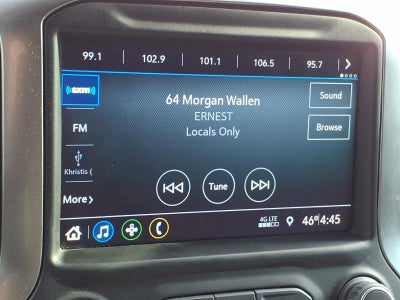 99.1 102.9 101.1 106.5 95.7
((SXM))
64 Morgan Wallen
Sound
ERNEST
FM
Locals Only
Browse
Khristis (
Tune
More
4G LTE
46° 4:45